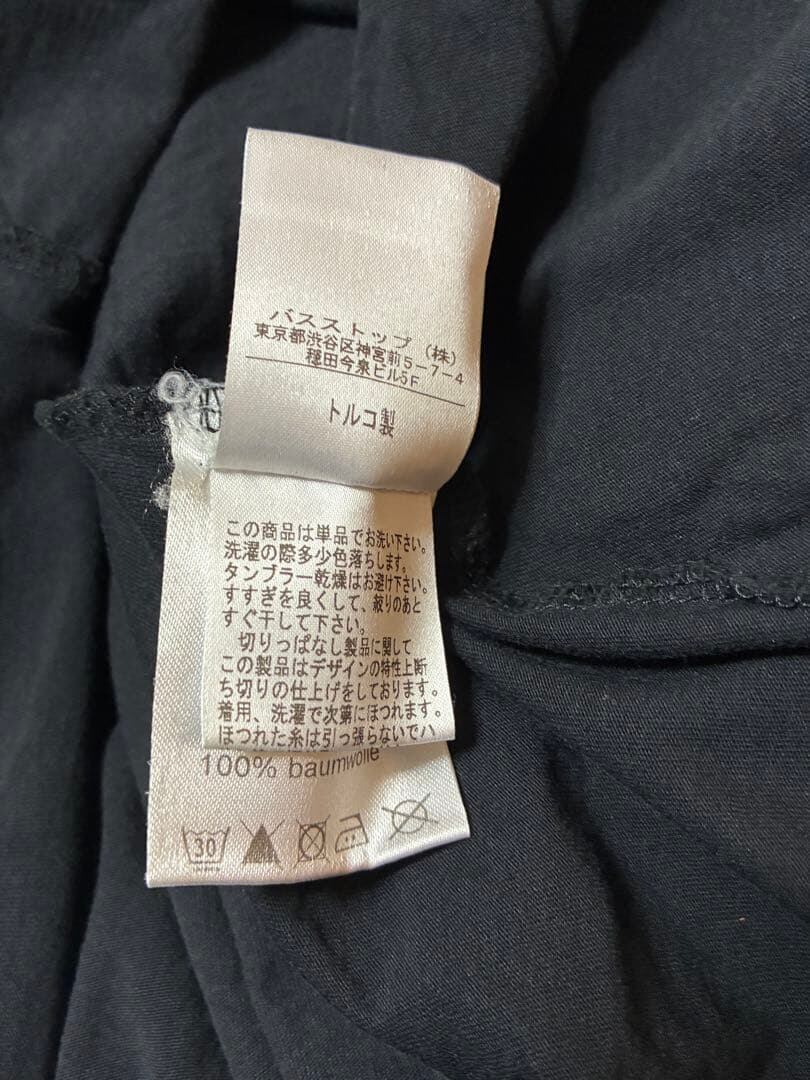 バスストップ (株)
東京都渋谷区神宮前5-7-4
穏田今泉ビル5F
トルコ製
この商品は単品でお洗い下さい。
洗濯の際多少色落ちします。
タンブラー乾燥はお避け下さい。
すすぎを良くして、絞りのあと
すぐ干して下さい。
切りっぱなし製品に関して
この製品はデザインの特性上断
ち切りの仕上げをしております。
着用、洗濯で次第にほつれます。
ほつれた糸は引っ張らないでハ
100% baumwolle
30